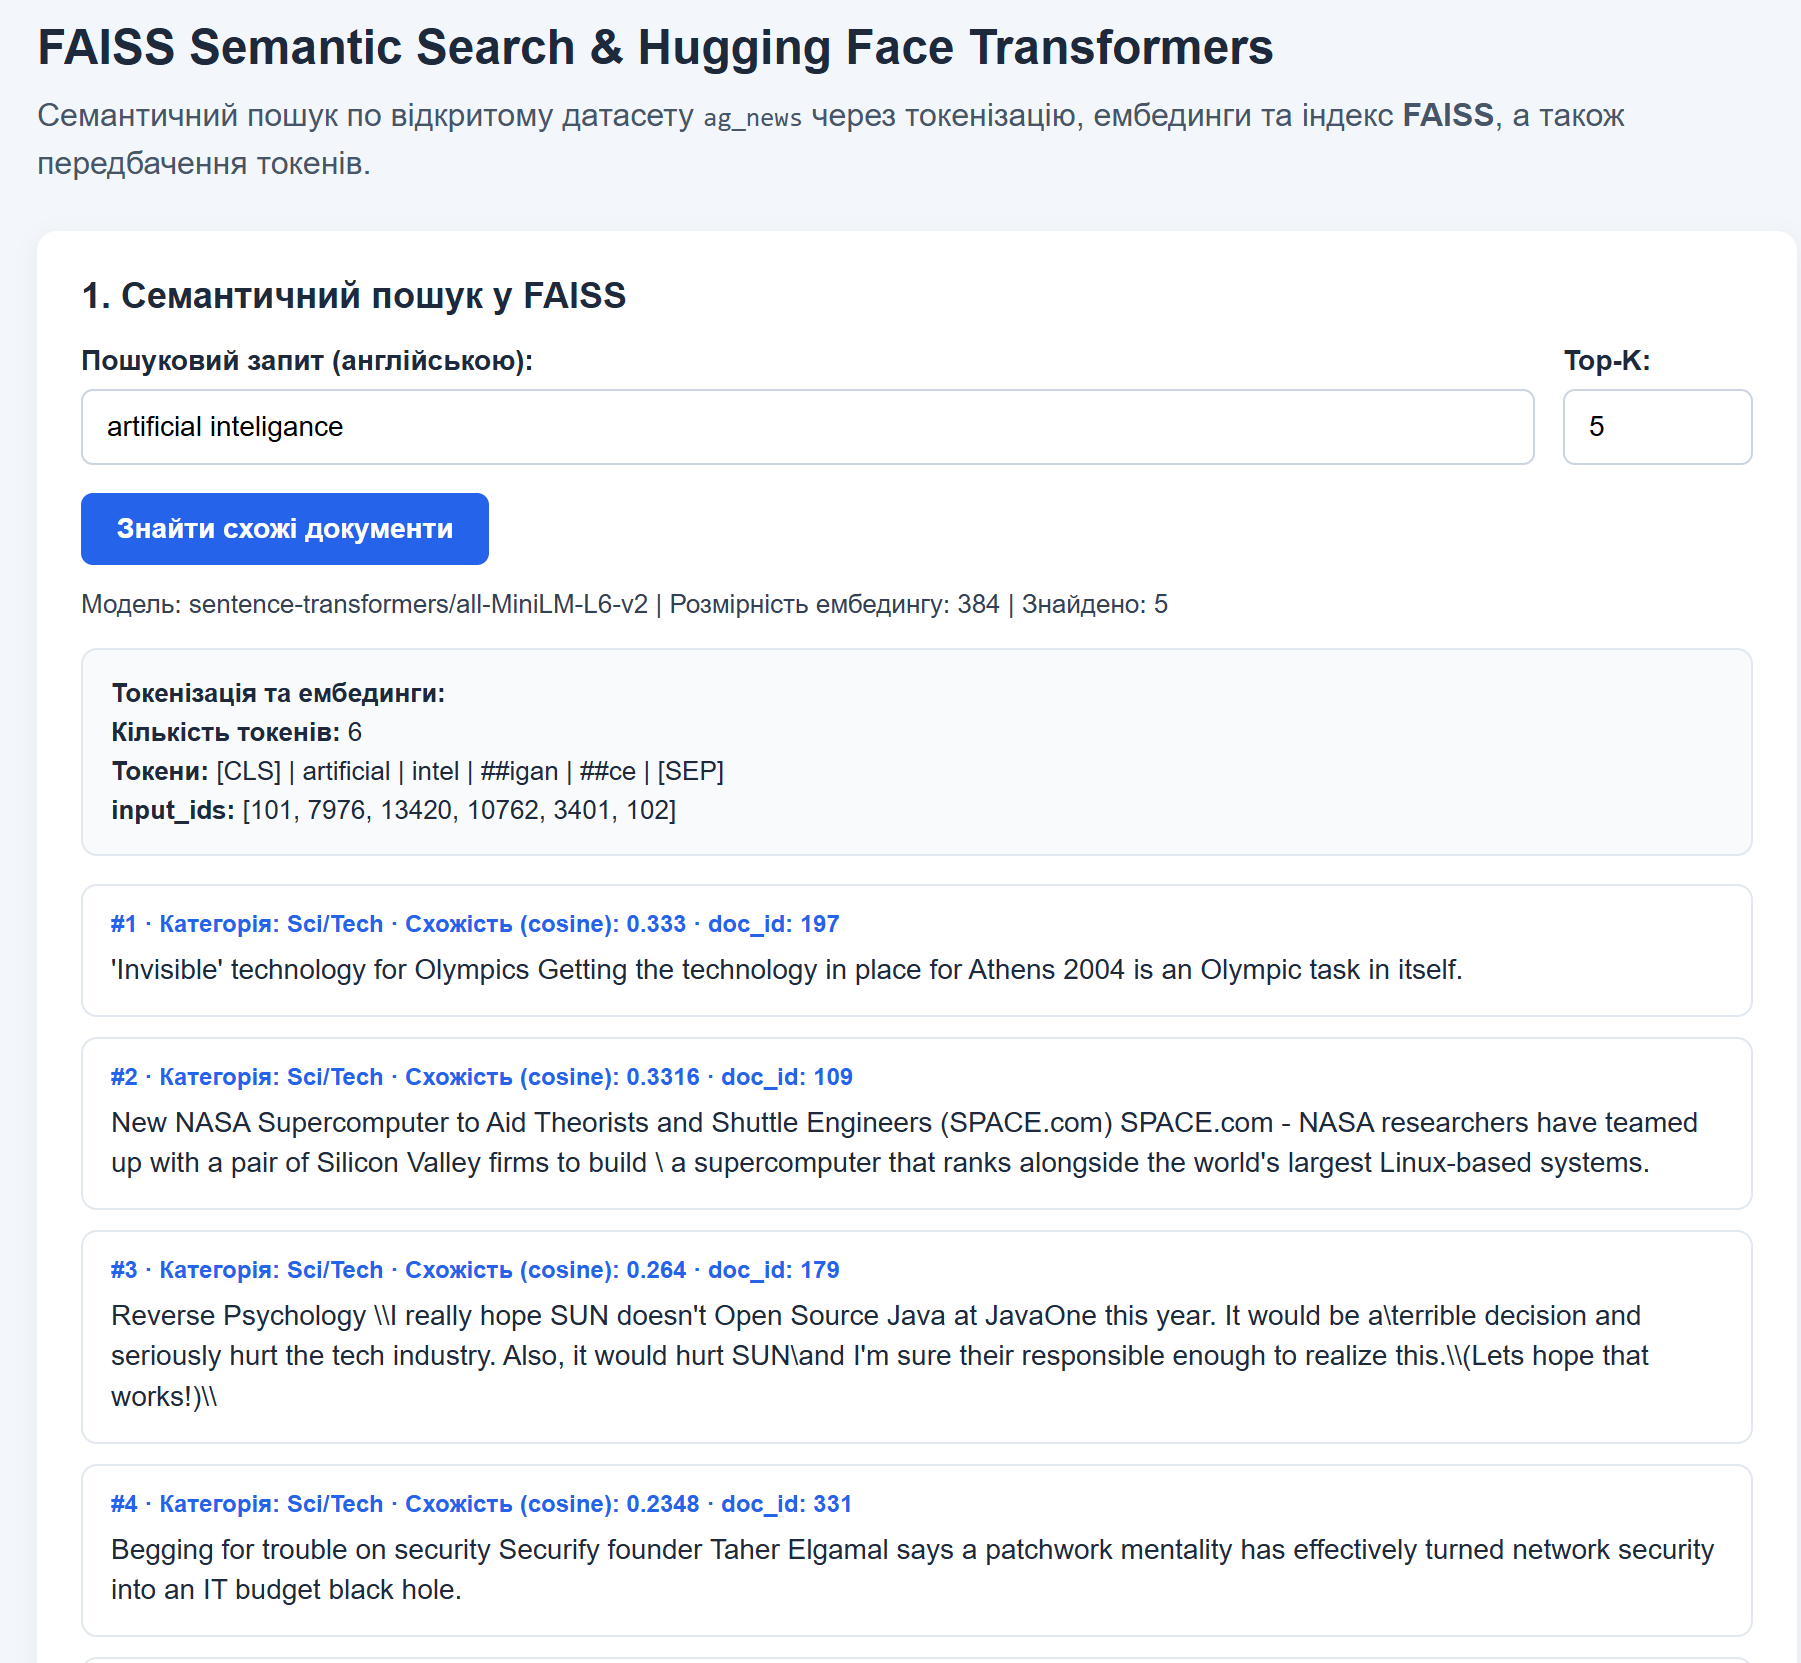 FAISS Semantic Search & Hugging Face Transformers
Семантичний пошук по відкритому датасету ag_news через токенізацію, ембединги та індекс FAISS, а також
передбачення токенів.
1. Семантичний пошук у FAISS
Пошуковий запит (англійською):
Top-K:
artificial inteligance
5
Знайти схожі документи
Модель: sentence-transformers/all-MiniLM-L6-v2 | Розмірність ембедингу: 384 | Знайдено: 5
Токенізація та ембединги:
Кількість токенів: 6
Токени: [CLS] | artificial | intel | ##igan | ##ce | [SEP]
input_ids: [101, 7976, 13420, 10762, 3401, 102]
#1 · Категорія: Sci/Tech · Схожість (cosine): 0.333 · doc_id: 197
'Invisible' technology for Olympics Getting the technology in place for Athens 2004 is an Olympic task in itself.
#2 · Категорія: Sci/Tech · Схожість (cosine): 0.3316 · doc_id: 109
New NASA Supercomputer to Aid Theorists and Shuttle Engineers (SPACE.com) SPACE.com - NASA researchers have teamed
up with a pair of Silicon Valley firms to build \ a supercomputer that ranks alongside the world's largest Linux-based systems.
#3 · Категорія: Sci/Tech · Схожість (cosine): 0.264 · doc_id: 179
Reverse Psychology \\I really hope SUN doesn't Open Source Java at JavaOne this year. It would be a\terrible decision and
seriously hurt the tech industry. Also, it would hurt SUN\and I'm sure their responsible enough to realize this.\\(Lets hope that
works!)\\
#4 · Категорія: Sci/Tech · Схожість (cosine): 0.2348 · doc_id: 331
Begging for trouble on security Securify founder Taher Elgamal says a patchwork mentality has effectively turned network security
into an IT budget black hole.